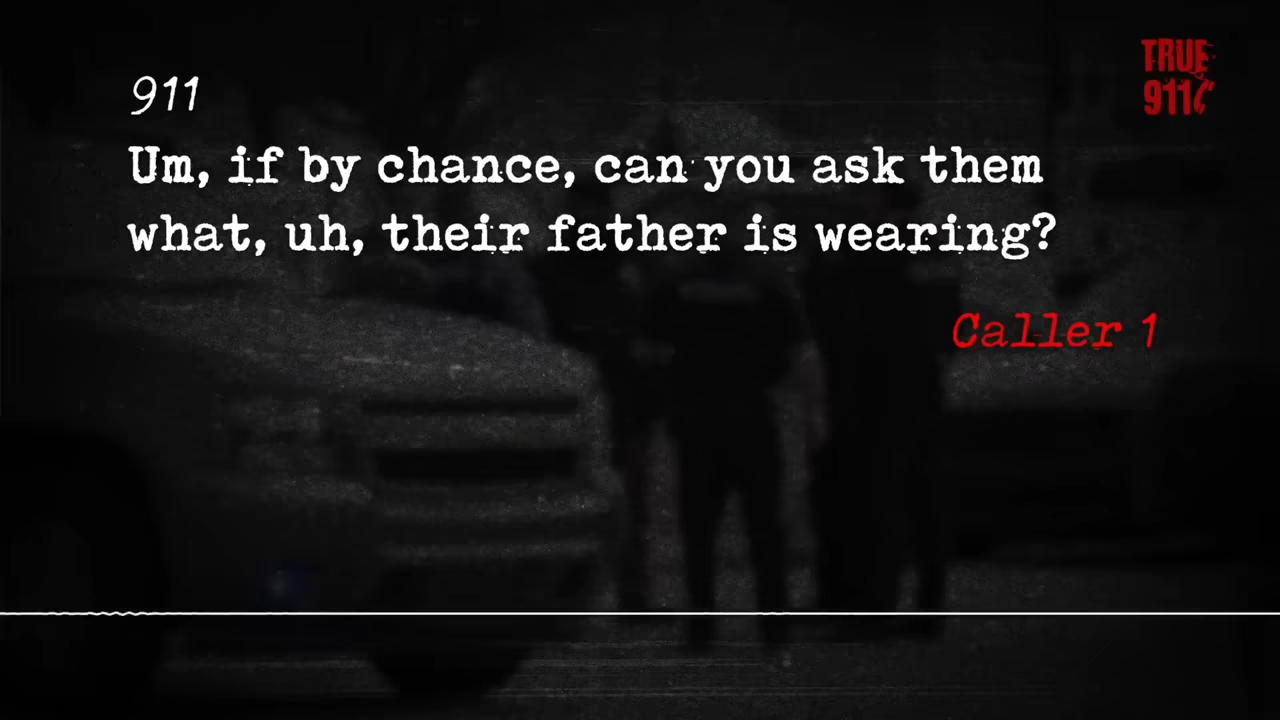 TRUE
911
911
Um, if by chance, can you ask them
what, uh, their father is wearing?
Caller 1